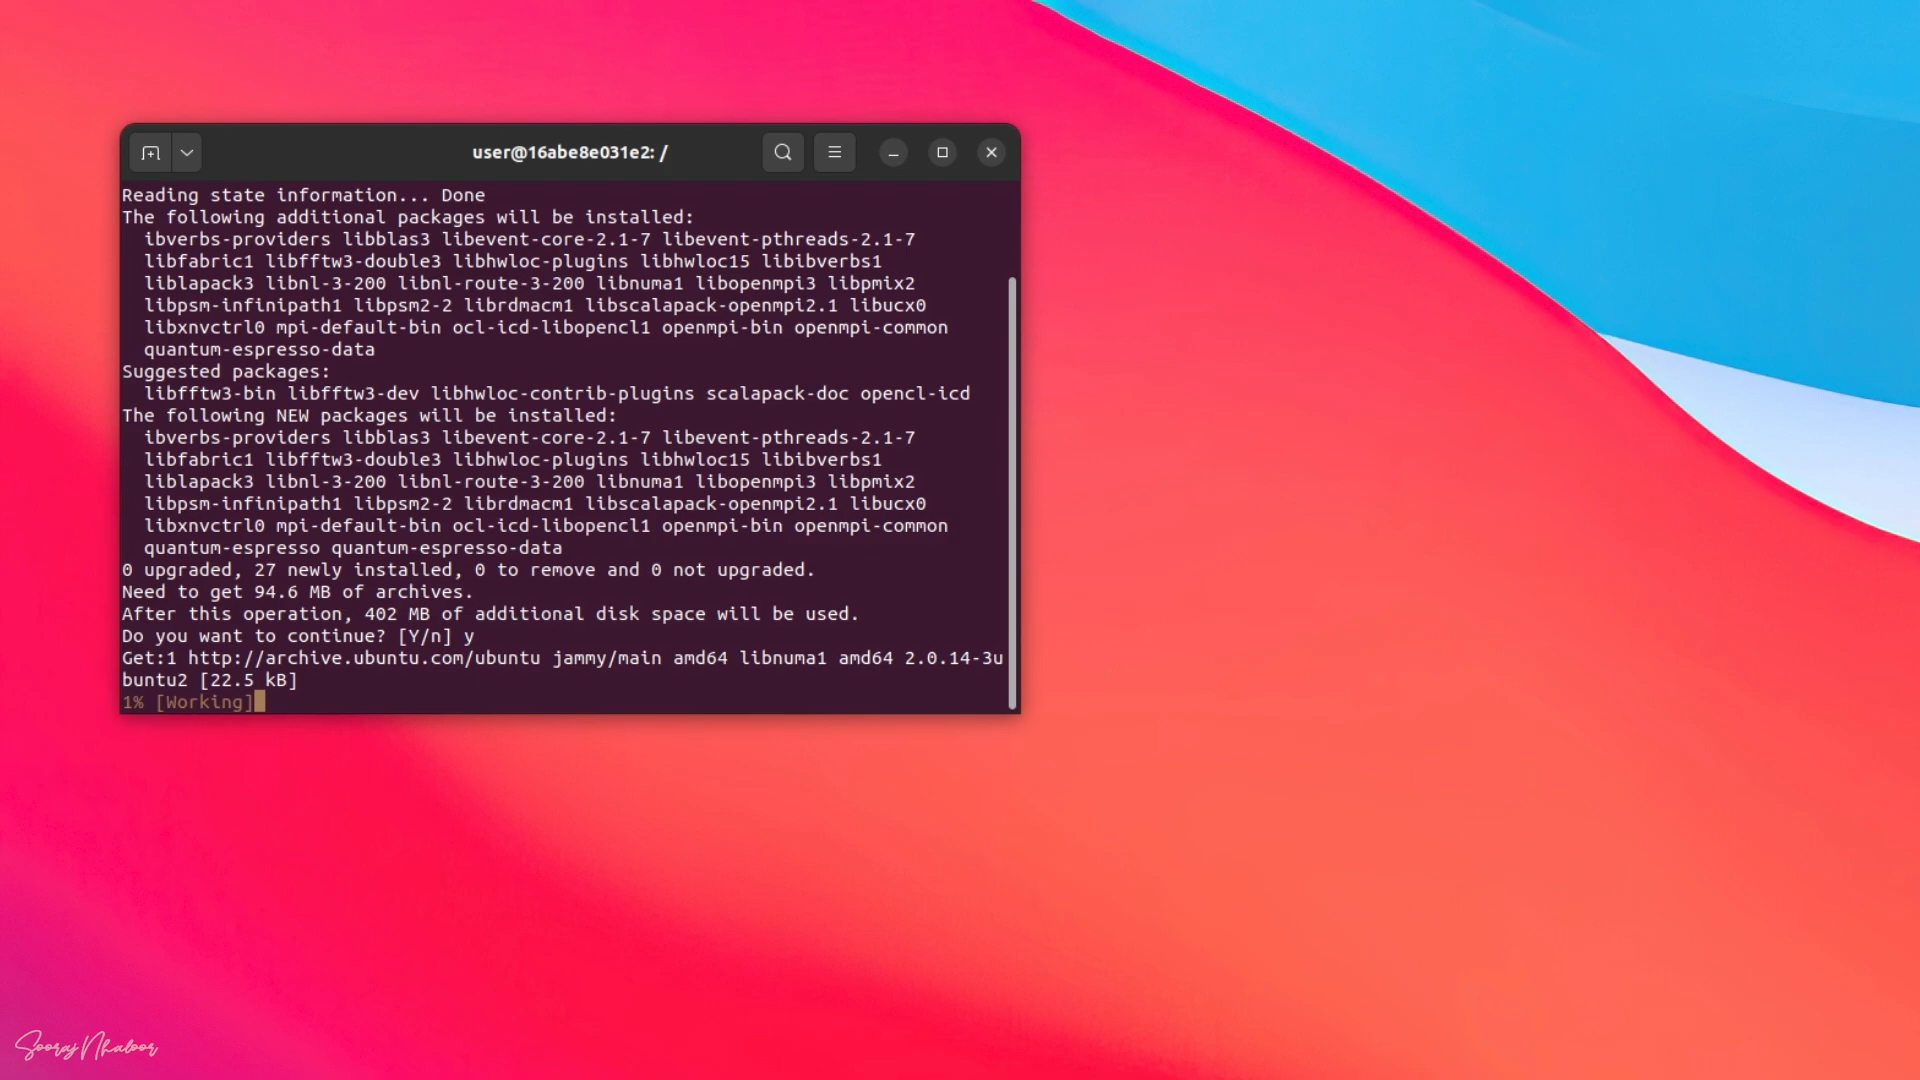 user@16abe8e031e2: /
Reading state information... Done
The following additional packages will be installed:
ibverbs-providers libblas3 libevent-core-2.1-7 libevent-pthreads-2.1-7
libfabric1 libfftw3-double3 libhwloc-plugins libhwloc15 libibverbs1
liblapack3 libnl-3-200 libnl-route-3-200 libnuma1 libopenmpi3 libpmix2
libpsm-infinipath1 libpsm2-2 librdmacm1 libscalapack-openmpi2.1 libucx0
libxnvctrl0 mpi-default-bin ocl-icd-libopencl1 openmpi-bin openmpi-common
quantum-espresso-data
Suggested packages:
libfftw3-bin libfftw3-dev libhwloc-contrib-plugins scalapack-doc opencl-icd
The following NEW packages will be installed:
ibverbs-providers libblas3 libevent-core-2.1-7 libevent-pthreads-2.1-7
libfabric1 libfftw3-double3 libhwloc-plugins libhwloc15 libibverbs1
liblapack3 libnl-3-200 libnl-route-3-200 libnuma1 libopenmpi3 libpmix2
libpsm-infinipath1 libpsm2-2 librdmacm1 libscalapack-openmpi2.1 libucx0
libxnvctrl0 mpi-default-bin ocl-icd-libopencl1 openmpi-bin openmpi-common
quantum-espresso quantum-espresso-data
0 upgraded, 27 newly installed, 0 to remove and 0 not upgraded.
Need to get 94.6 MB of archives.
After this operation, 402 MB of additional disk space will be used.
Do you want to continue? [Y/n] y
Get:1 http://archive.ubuntu.com/ubuntu jammy/main amd64 libnuma1 amd64 2.0.14-3u
buntu2 [22.5 kB]
1% [Working]
Sooraj Nhaloor